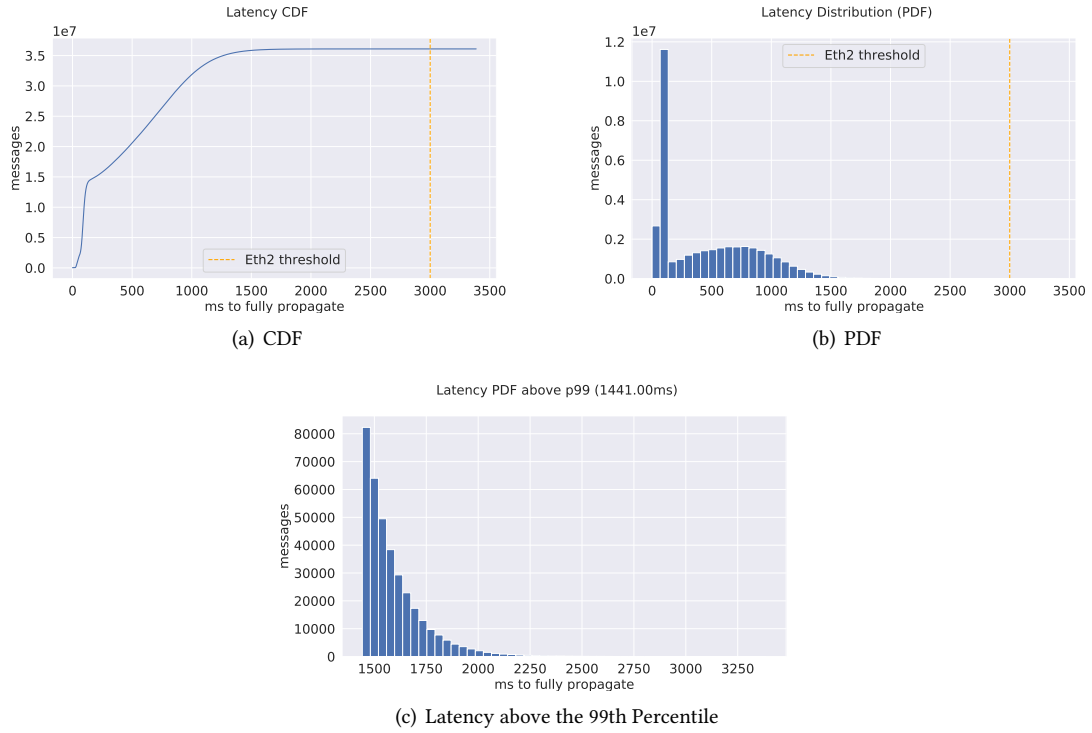 Latency CDF
1e7
3.5
3.0
2.5
2.0
1.5
1.0
0.5
0.0
messages
Eth2 threshold
0 500 1000 1500 2000 2500 3000 3500
ms to fully propagate
(a) CDF
Latency Distribution (PDF)
1e7
1.2
1.0
0.8
0.6
0.4
0.2
0.0
messages
Eth2 threshold
0 500 1000 1500 2000 2500 3000 3500
ms to fully propagate
(b) PDF
Latency PDF above p99 (1441.00ms)
80000
70000
60000
50000
40000
30000
20000
10000
0
messages
1500 1750 2000 2250 2500 2750 3000 3250
ms to fully propagate
(c) Latency above the 99th Percentile